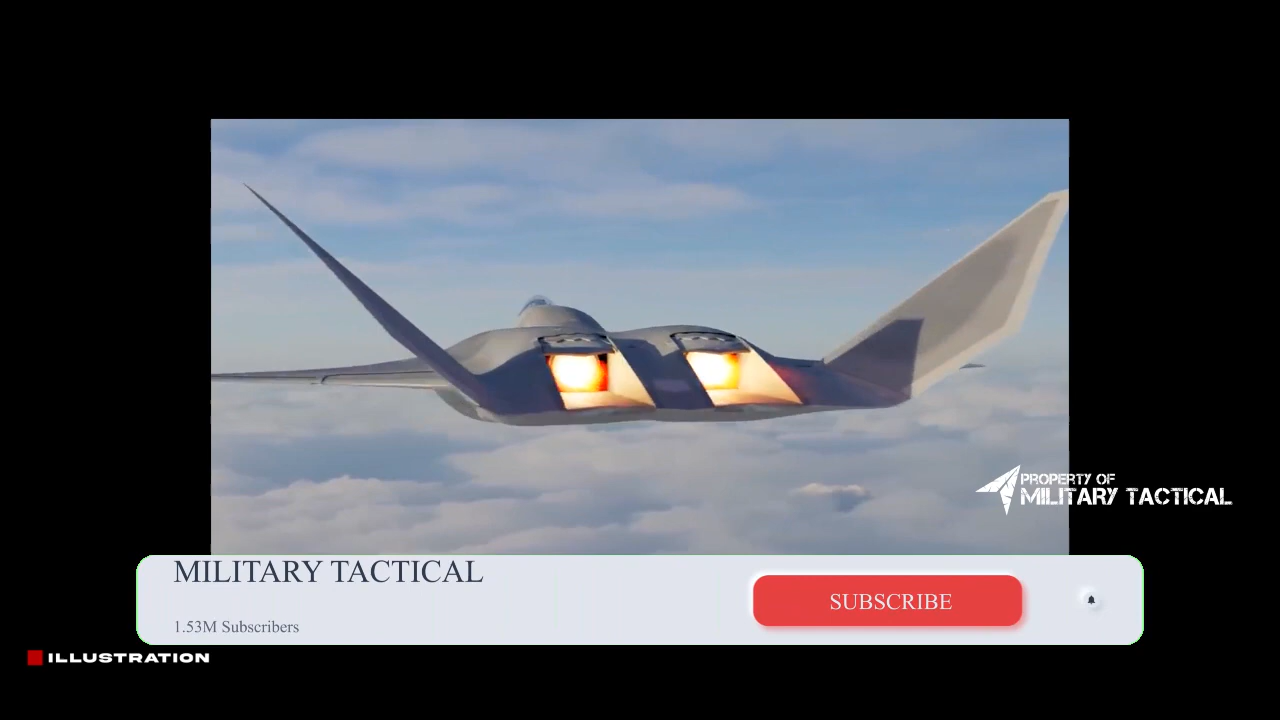 PROPERTY OF
MILITARY TACTICAL
MILITARY TACTICAL
SUBSCRIBE
1.53M Subscribers
ILLUSTRATION